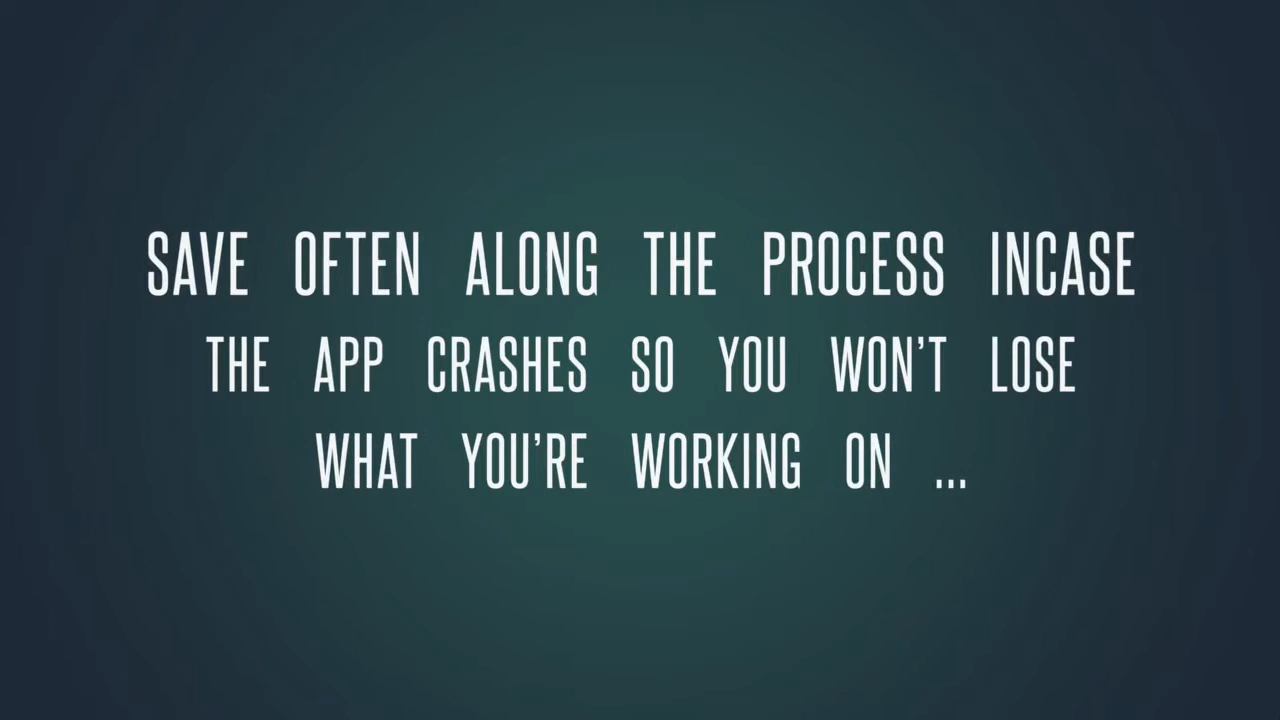 SAVE OFTEN ALONG THE PROCESS INCASE
THE APP CRASHES SO YOU WON'T LOSE
WHAT YOU'RE WORKING ON ...